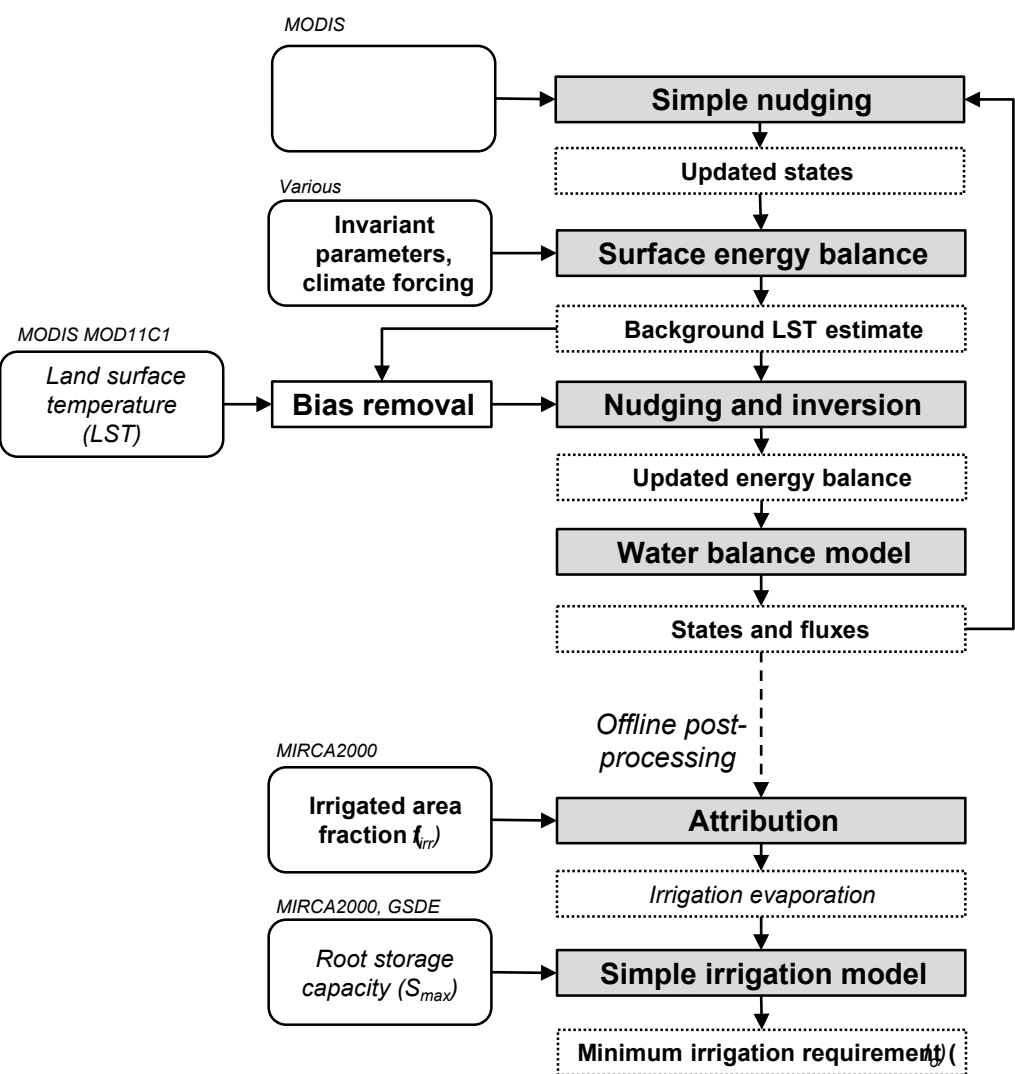 MODIS
Simple nudging
Updated states
Various
Invariant
parameters,
climate forcing
Surface energy balance
Background LST estimate
MODIS MOD11C1
Land surface
temperature
(LST)
Bias removal
Nudging and inversion
Updated energy balance
Water balance model
States and fluxes
Offline post-
processing
MIRCA2000
Irrigated area
fraction f_irr)
Attribution
Irrigation evaporation
MIRCA2000, GSDE
Root storage
capacity (S_max)
Simple irrigation model
Minimum irrigation requirement